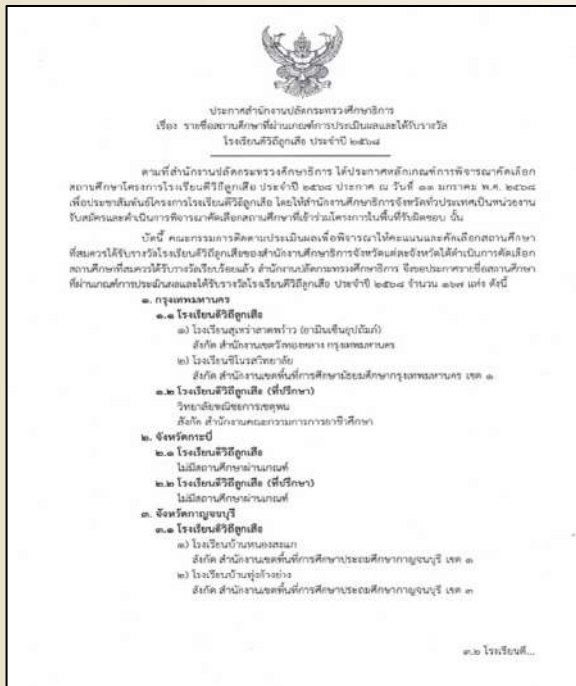 ประกาศสำนักงานปลัดกระทรวงศึกษาธิการ
เรื่อง รายชื่อสถานศึกษาที่ผ่านเกณฑ์การประเมินผลและได้รับรางวัล
โรงเรียนดีวิถีลูกเสือ ประจำปี ๒๕๖๘
ตามที่สำนักงานปลัดกระทรวงศึกษาธิการ ได้ประกาศหลักเกณฑ์การพิจารณาคัดเลือก
สถานศึกษาโครงการโรงเรียนดีวิถีลูกเสือ ประจำปี ๒๕๖๘ ประกาศ ณ วันที่ ๓๑ มกราคม พ.ศ. ๒๕๖๘
เพื่อประชาสัมพันธ์โครงการโรงเรียนดีวิถีลูกเสือ โดยให้สำนักงานศึกษาธิการจังหวัดทั่วประเทศเป็นหน่วยงาน
รับสมัครและดำเนินการพิจารณาคัดเลือกสถานศึกษาที่เข้าร่วมโครงการในพื้นที่รับผิดชอบ นั้น
บัดนี้ คณะกรรมการติดตามประเมินผลเพื่อพิจารณาให้คะแนนและคัดเลือกสถานศึกษา
ที่สมควรได้รับรางวัลโรงเรียนดีวิถีลูกเสือของสำนักงานศึกษาธิการจังหวัดแต่ละจังหวัดได้ดำเนินการคัดเลือก
สถานศึกษาที่สมควรได้รับรางวัลเรียบร้อยแล้ว สำนักงานปลัดกระทรวงศึกษาธิการ จึงขอประกาศรายชื่อสถานศึกษา
ที่ผ่านเกณฑ์การประเมินผลและได้รับรางวัลโรงเรียนดีวิถีลูกเสือ ประจำปี ๒๕๖๘ จำนวน ๑๖๗ แห่ง ดังนี้
๑. กรุงเทพมหานคร
๑.๑ โรงเรียนดีวิถีลูกเสือ
๑) โรงเรียนสุเหร่าลาดพร้าว (ยามินเซ็นอุปถัมภ์)
สังกัด สำนักงานเขตวังทองหลาง กรุงเทพมหานคร
๒) โรงเรียนชิโนรสวิทยาลัย
สังกัด สำนักงานเขตพื้นที่การศึกษามัธยมศึกษากรุงเทพมหานคร เขต ๑
๑.๒ โรงเรียนดีวิถีลูกเสือ (ที่ปรึกษา)
วิทยาลัยพณิชยการเชตุพน
สังกัด สำนักงานคณะกรรมการการอาชีวศึกษา
๒. จังหวัดกระบี่
๒.๑ โรงเรียนดีวิถีลูกเสือ
ไม่มีสถานศึกษาผ่านเกณฑ์
๒.๒ โรงเรียนดีวิถีลูกเสือ (ที่ปรึกษา)
ไม่มีสถานศึกษาผ่านเกณฑ์
๓. จังหวัดกาญจนบุรี
๓.๑ โรงเรียนดีวิถีลูกเสือ
๑) โรงเรียนบ้านหนองสะแก
สังกัด สำนักงานเขตพื้นที่การศึกษาประถมศึกษากาญจนบุรี เขต ๑
๒) โรงเรียนบ้านทุ่งก้างย่าง
สังกัด สำนักงานเขตพื้นที่การศึกษาประถมศึกษากาญจนบุรี เขต ๓
๓.๒ โรงเรียนดี...